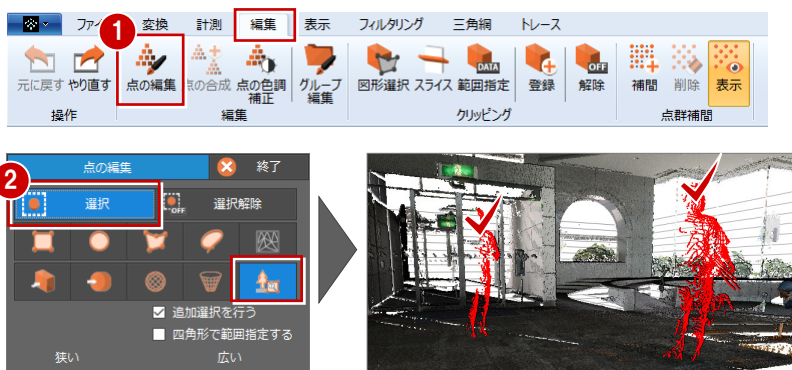 1
ファイ 変換 計測 編集 表示 フィルタリング 三角網 トレース
元に戻す やり直す 点の編集 点の合成 点の色調補正 グループ編集 図形選択 スライス DATA 範囲指定 登録 OFF 解除 補間 削除 表示
操作 編集 クリッピング 点群補間
点の編集 終了
2
選択 OFF 選択解除
追加選択を行う
四角形で範囲指定する
狭い 広い